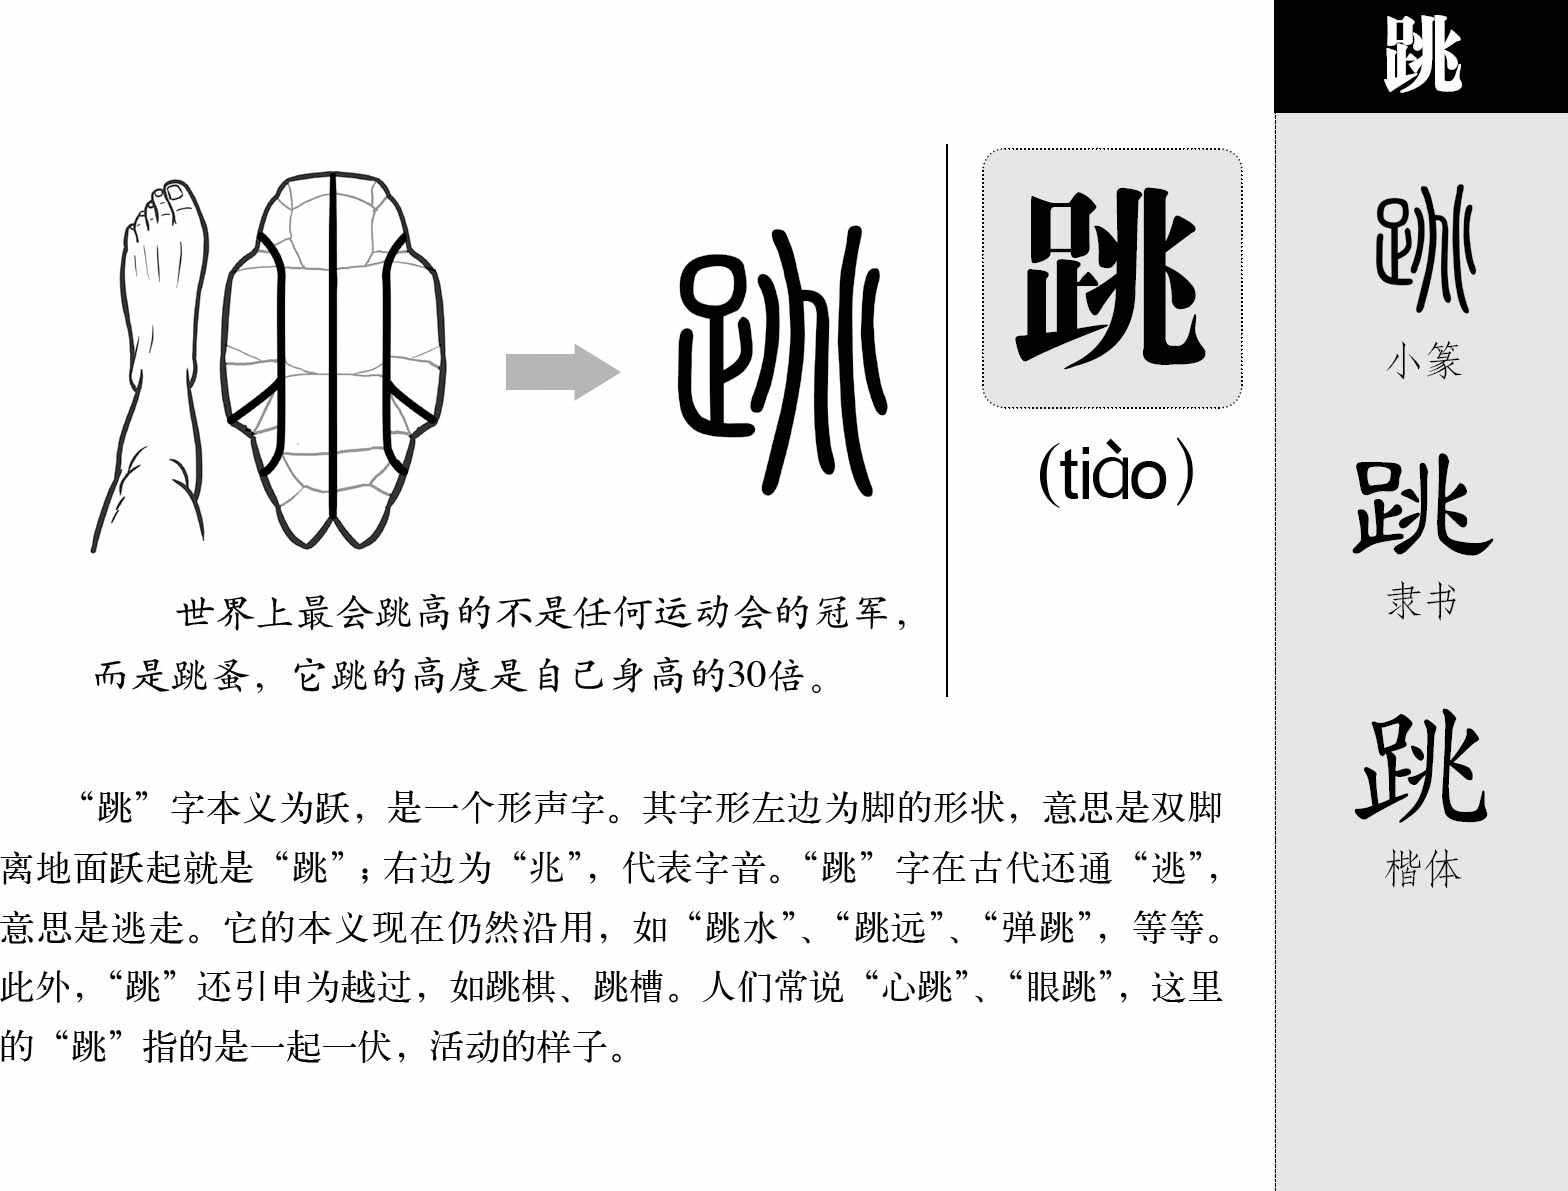 跳
跳
(tiào)
世界上最会跳高的不是任何运动会的冠军，
而是跳蚤，它跳的高度是自己身高的30倍。
“跳”字本义为跃，是一个形声字。其字形左边为脚的形状，意思是双脚
离地面跃起就是“跳”；右边为“兆”，代表字音。“跳”字在古代还通“逃”，
意思是逃走。它的本义现在仍然沿用，如“跳水”、“跳远”、“弹跳”，等等。
此外，“跳”还引申为越过，如跳棋、跳槽。人们常说“心跳”、“眼跳”，这里
的“跳”指的是一起一伏，活动的样子。
跳
跳
小篆
跳
隶书
跳
楷体